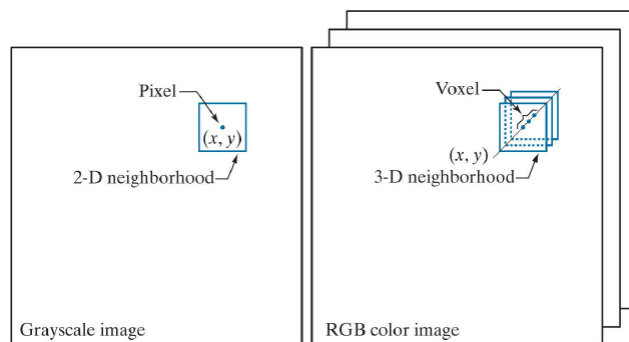 Pixel
(x, y)
2-D neighborhood
Grayscale image
Voxel
(x, y)
3-D neighborhood
RGB color image